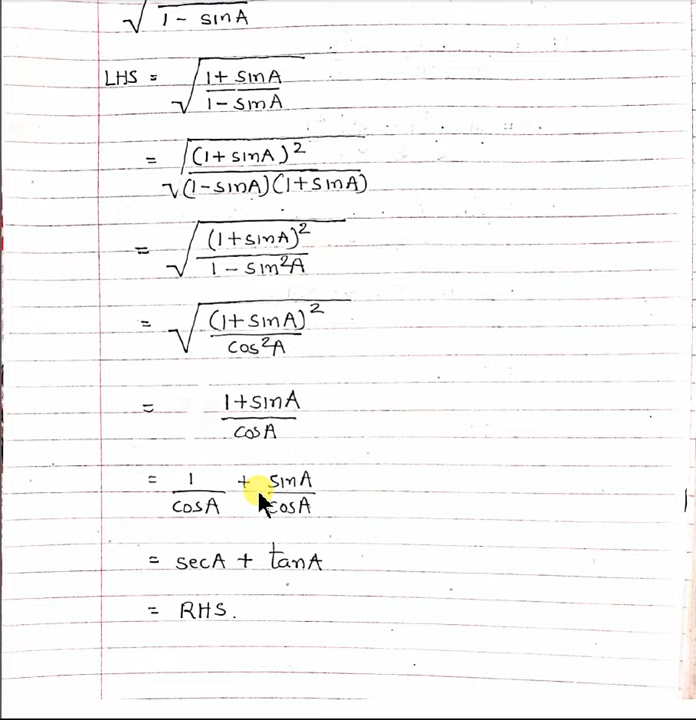 √ 1 - sinA
LHS = √ (1 + sinA) / (1 - sinA)
= √ (1 + sinA)² / (1 - sinA)(1 + sinA)
= √ (1 + sinA)² / 1 - sin²A
= √ (1 + sinA)² / cos²A
= 1 + sinA / cosA
= 1 / cosA + sinA / cosA
= secA + tanA
= RHS.